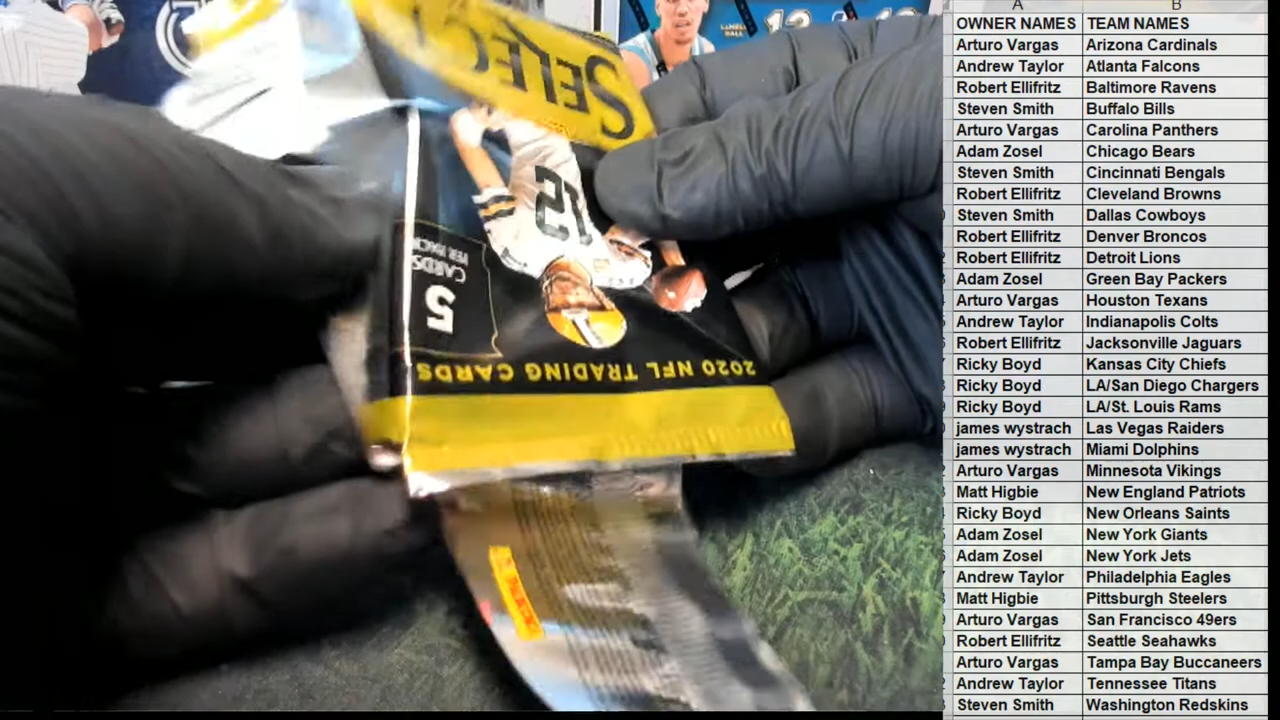 SELEC
12
5
CARDS
PER PACK
2020 NFL TRADING CARDS
A B
OWNER NAMES TEAM NAMES
Arturo Vargas Arizona Cardinals
Andrew Taylor Atlanta Falcons
Robert Ellifritz Baltimore Ravens
Steven Smith Buffalo Bills
Arturo Vargas Carolina Panthers
Adam Zosel Chicago Bears
Steven Smith Cincinnati Bengals
Robert Ellifritz Cleveland Browns
Steven Smith Dallas Cowboys
Robert Ellifritz Denver Broncos
Robert Ellifritz Detroit Lions
Adam Zosel Green Bay Packers
Arturo Vargas Houston Texans
Andrew Taylor Indianapolis Colts
Robert Ellifritz Jacksonville Jaguars
Ricky Boyd Kansas City Chiefs
Ricky Boyd LA/San Diego Chargers
Ricky Boyd LA/St. Louis Rams
james wystrach Las Vegas Raiders
james wystrach Miami Dolphins
Arturo Vargas Minnesota Vikings
Matt Higbie New England Patriots
Ricky Boyd New Orleans Saints
Adam Zosel New York Giants
Adam Zosel New York Jets
Andrew Taylor Philadelphia Eagles
Matt Higbie Pittsburgh Steelers
Arturo Vargas San Francisco 49ers
Robert Ellifritz Seattle Seahawks
Arturo Vargas Tampa Bay Buccaneers
Andrew Taylor Tennessee Titans
Steven Smith Washington Redskins